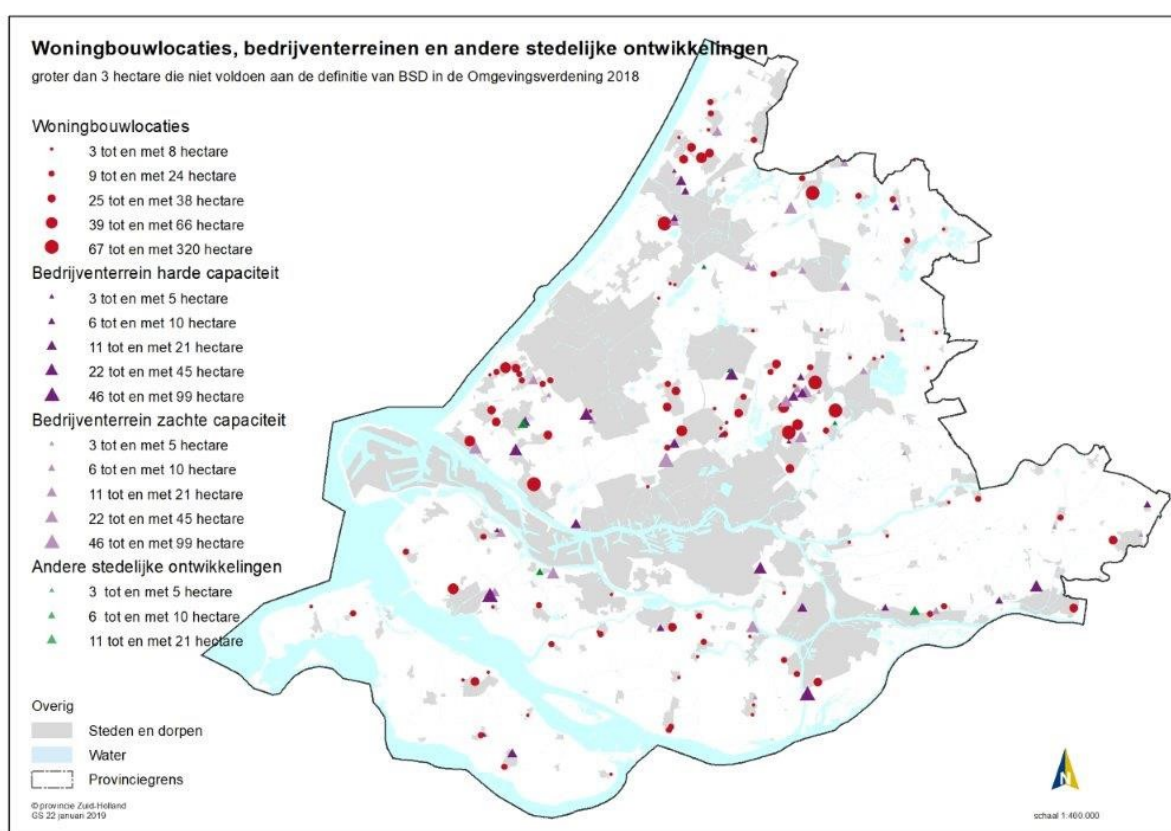 Woningbouwlocaties, bedrijventerreinen en andere stedelijke ontwikkelingen
groter dan 3 hectare die niet voldoen aan de definitie van BSD in de Omgevingsverdening 2018
Woningbouwlocaties
3 tot en met 8 hectare
9 tot en met 24 hectare
25 tot en met 38 hectare
39 tot en met 66 hectare
67 tot en met 320 hectare
Bedrijventerrein harde capaciteit
3 tot en met 5 hectare
6 tot en met 10 hectare
11 tot en met 21 hectare
22 tot en met 45 hectare
46 tot en met 99 hectare
Bedrijventerrein zachte capaciteit
3 tot en met 5 hectare
6 tot en met 10 hectare
11 tot en met 21 hectare
22 tot en met 45 hectare
46 tot en met 99 hectare
Andere stedelijke ontwikkelingen
3 tot en met 5 hectare
6 tot en met 10 hectare
11 tot en met 21 hectare
Overig
Steden en dorpen
Water
Provinciegrens
© provincie Zuid-Holland
GS 22 januari 2019
N
schaal 1:460.000